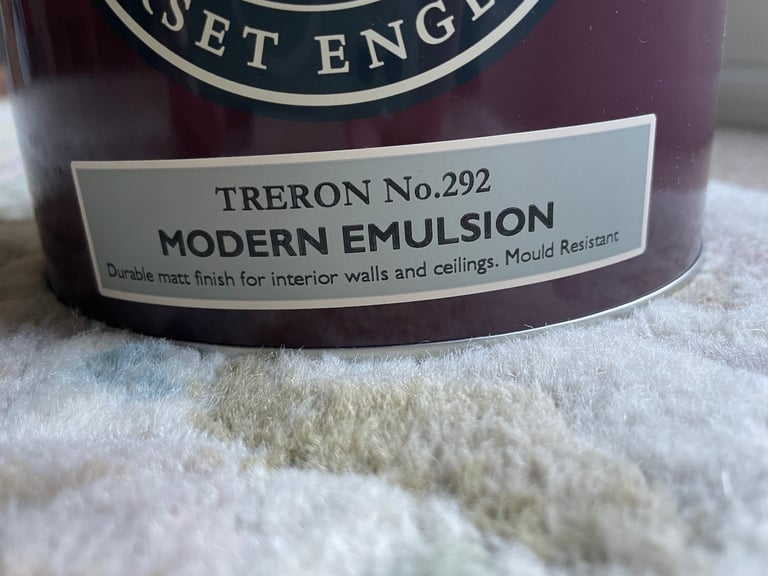 SET ENGL
TRERON No.292
MODERN EMULSION
Durable matt finish for interior walls and ceilings. Mould Resistant